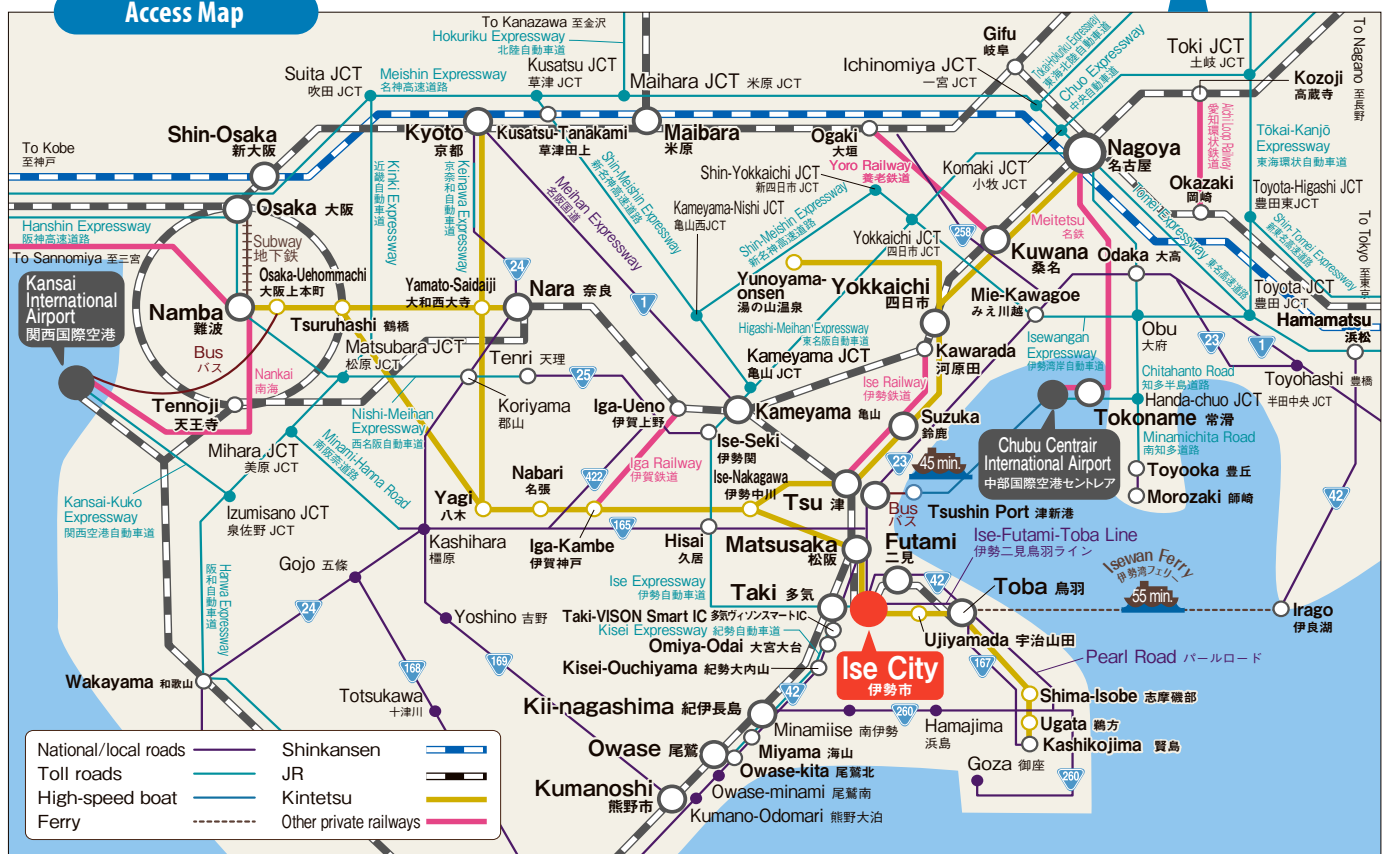 Access Map
To Kanazawa 至金沢
Hokuriku Expressway
北陸自動車道
Gifu
岐阜
Tokai-Hokuriku Expressway
東海北陸自動車道
Chuo Expressway
中央自動車道
Toki JCT
土岐 JCT
To Nagano 至長野
Suita JCT
吹田 JCT
Meishin Expressway
名神高速道路
Kusatsu JCT
草津 JCT
Maihara JCT 米原 JCT
Ichinomiya JCT
一宮 JCT
Kozoji
高蔵寺
Shin-Osaka
新大阪
Kyoto
京都
Kusatsu-Tanakami
草津田上
Maibara
米原
Ogaki
大垣
Nagoya
名古屋
Aichi Loop Railway
愛知環状鉄道
Tōkai-Kanjō
Expressway
東海環状自動車道
To Kobe
至神戸
Kinki Expressway
近畿自動車道
Keinawa Expressway
京奈和自動車道
Meihan Expressway
名阪国道
Shin-Meishin Expressway
新名神高速道路
Yoro Railway
養老鉄道
Komaki JCT
小牧 JCT
Shin-Yokkaichi JCT
新四日市 JCT
Okazaki
岡崎
Toyota-Higashi JCT
豊田東 JCT
Osaka 大阪
Hanshin Expressway
阪神高速道路
Subway
地下鉄
To Sannomiya 至三宮
Kameyama-Nishi JCT
亀山西JCT
Shin-Meishin Expressway
新名神高速道路
Yokkaichi JCT
四日市 JCT
258
Meitetsu
名鉄
Tomei Expressway 東名高速道路
Shin-Tomei Expressway
新東名高速道路
To Tokyo 至東京
Kuwana
桑名
Odaka 大高
Kansai
International
Airport
関西国際空港
Osaka-Uehommachi
大阪上本町
Yamato-Saidaiji
大和西大寺
24
Nara 奈良
1
Yunoyama-
onsen
湯の山温泉
Yokkaichi
四日市
Mie-Kawagoe
みえ川越
Toyota JCT
豊田 JCT
Hamamatsu
浜松
Namba
難波
Tsuruhashi 鶴橋
Matsubara JCT
松原 JCT
Higashi-Meihan Expressway
東名阪自動車道
Isewangan
Expressway
伊勢湾岸自動車道
Obu
大府
23
1
Bus
バス
Nankai
南海
Tenri 天理
Kameyama JCT
亀山 JCT
Kawarada
河原田
Ise Railway
伊勢鉄道
Chitahanto Road
知多半島道路
Toyohashi 豊橋
Tennoji
天王寺
Nishi-Meihan
Expressway
西名阪自動車道
Koriyama
郡山
25
Iga-Ueno
伊賀上野
Kameyama 亀山
Suzuka
鈴鹿
Handa-chuo JCT 半田中央 JCT
Tokoname 常滑
Mihara JCT
美原 JCT
Minami-Hanna Road
南阪奈道路
Ise-Seki
伊勢関
Chubu Centrair
International Airport
中部国際空港セントレア
Minamichita Road
南知多道路
Kansai-Kuko
Expressway
関西空港自動車道
Izumisano JCT
泉佐野 JCT
Nabari
名張
422
Iga Railway
伊賀鉄道
Ise-Nakagawa
伊勢中川
23
45 min.
Toyooka 豊丘
Morozaki 師崎
42
Yagi
八木
Tsu 津
Bus
バス
Tsushin Port 津新港
165
Kashihara
橿原
Iga-Kambe
伊賀神戸
Hisai
久居
Matsusaka
松阪
Futami
二見
Ise-Futami-Toba Line
伊勢二見鳥羽ライン
Isewan Ferry
伊勢湾フェリー
55 min.
Hanwa Expressway
阪和自動車道
Gojo 五條
24
Ise Expressway
伊勢自動車道
Taki 多気
42
Toba 鳥羽
Irago
伊良湖
Yoshino 吉野
Taki-VISON Smart IC 多気ヴィソンスマートIC
Kisei Expressway 紀勢自動車道
Ujiyamada 宇治山田
Omiya-Odai 大宮大台
Kisei-Ouchiyama 紀勢大内山
Ise City
伊勢市
167
Pearl Road パールロード
Wakayama 和歌山
168
169
Totsukawa
十津川
42
Shima-Isobe 志摩磯部
Kii-nagashima 紀伊長島
260
Minamiise 南伊勢
Hamajima
浜島
Ugata 鵜方
Kashikojima 賢島
Owase 尾鷲
Miyama 海山
Owase-kita 尾鷲北
Goza 御座
260
Kumanoshi
熊野市
Owase-minami 尾鷲南
Kumano-Odomari 熊野大泊
National/local roads
Shinkansen
Toll roads
JR
High-speed boat
Kintetsu
Ferry
Other private railways